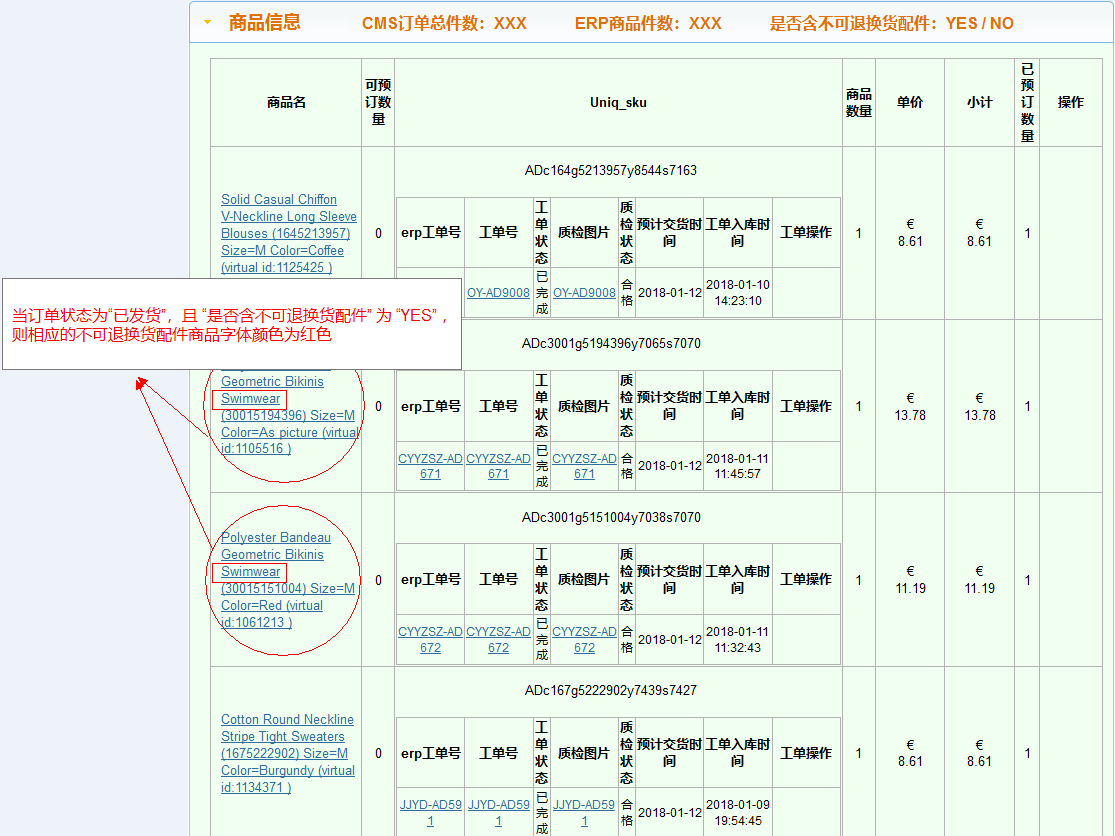 商品信息 CMS订单总件数：XXX ERP商品件数：XXX 是否含不可退换货配件：YES / NO
商品名 可预订数量 Uniq_sku 商品数量 单价 小计 已预订数量 操作
ADc164g5213957y8544s7163
Solid Casual Chiffon
V-Neckline Long Sleeve
Blouses (1645213957)
Size=M Color=Coffee
(virtual id:1125425 )
0
erp工单号 工单号 工单状态 质检图片 质检状态 预计交货时间 工单入库时间 工单操作
OY-AD9008 已完成 OY-AD9008 合格 2018-01-12 2018-01-10 14:23:10
1 € 8.61 € 8.61 1
当订单状态为“已发货”，且 “是否含不可退换货配件” 为 “YES” ，
则相应的不可退换货配件商品字体颜色为红色
ADc3001g5194396y7065s7070
Geometric Bikinis
Swimwear
(30015194396) Size=M
Color=As picture (virtual
id:1105516 )
0
erp工单号 工单号 工单状态 质检图片 质检状态 预计交货时间 工单入库时间 工单操作
CYYZSZ-AD671 CYYZSZ-AD671 已完成 CYYZSZ-AD671 合格 2018-01-12 2018-01-11 11:45:57
1 € 13.78 € 13.78 1
ADc3001g5151004y7038s7070
Polyester Bandeau
Geometric Bikinis
Swimwear
(30015151004) Size=M
Color=Red (virtual
id:1061213 )
0
erp工单号 工单号 工单状态 质检图片 质检状态 预计交货时间 工单入库时间 工单操作
CYYZSZ-AD672 CYYZSZ-AD672 已完成 CYYZSZ-AD672 合格 2018-01-12 2018-01-11 11:32:43
1 € 11.19 € 11.19 1
ADc167g5222902y7439s7427
Cotton Round Neckline
Stripe Tight Sweaters
(1675222902) Size=M
Color=Burgundy (virtual
id:1134371 )
0
erp工单号 工单号 工单状态 质检图片 质检状态 预计交货时间 工单入库时间 工单操作
JJYD-AD591 JJYD-AD591 已完成 JJYD-AD591 合格 2018-01-12 2018-01-09 19:54:45
1 € 8.61 € 8.61 1